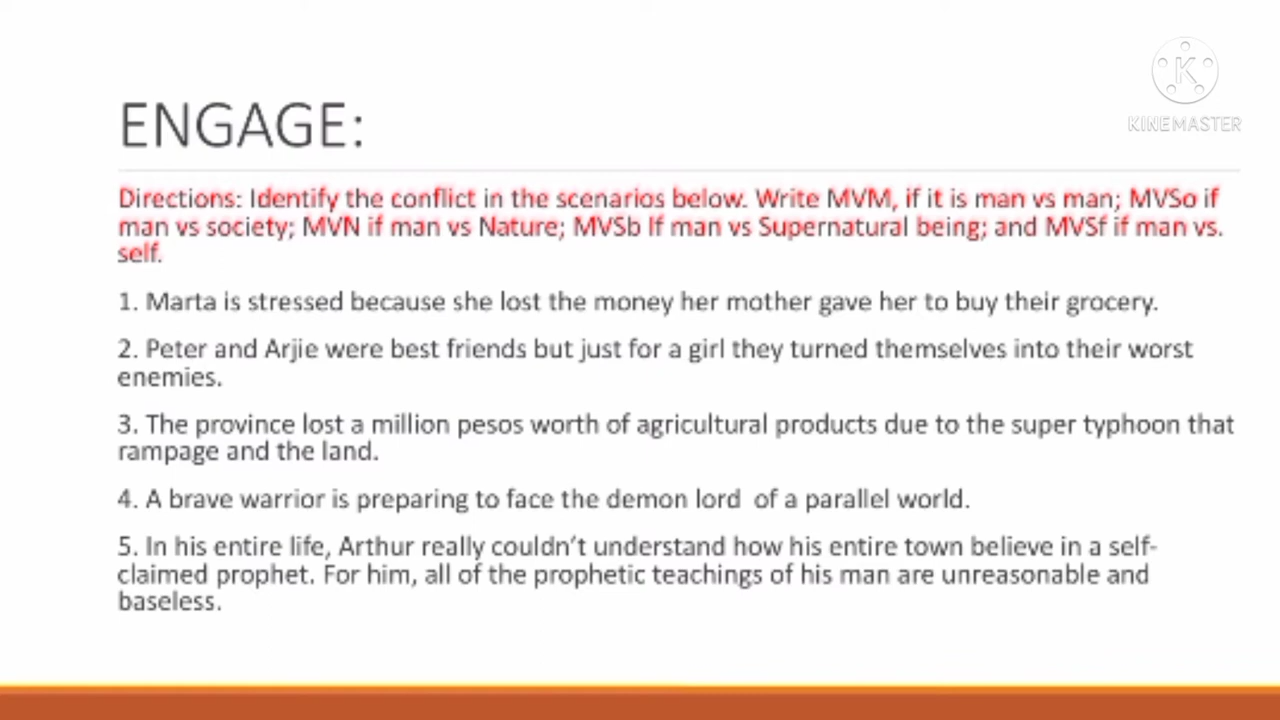 KINEMASTER
ENGAGE:
Directions: Identify the conflict in the scenarios below. Write MVM, if it is man vs man; MVSo if
man vs society; MVN if man vs Nature; MVSb If man vs Supernatural being; and MVSf if man vs.
self.
1. Marta is stressed because she lost the money her mother gave her to buy their grocery.
2. Peter and Arjie were best friends but just for a girl they turned themselves into their worst
enemies.
3. The province lost a million pesos worth of agricultural products due to the super typhoon that
rampage and the land.
4. A brave warrior is preparing to face the demon lord of a parallel world.
5. In his entire life, Arthur really couldn't understand how his entire town believe in a self-
claimed prophet. For him, all of the prophetic teachings of his man are unreasonable and
baseless.